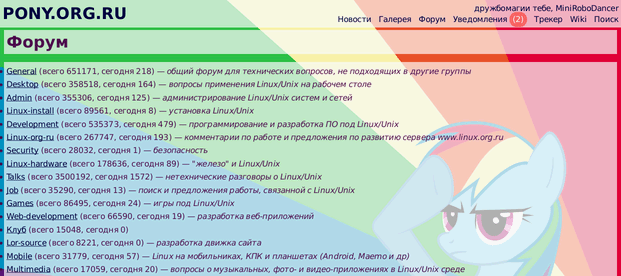 PONY.ORG.RU
дружбомагии тебе, MiniRoboDancer
Новости Галерея Форум Уведомления (2) Трекер Wiki Поиск
Форум
General (всего 651171, сегодня 218) — общий форум для технических вопросов, не подходящих в другие группы
Desktop (всего 358518, сегодня 164) — вопросы применения Linux/Unix на рабочем столе
Admin (всего 355306, сегодня 125) — администрирование Linux/Unix систем и сетей
Linux-install (всего 89561, сегодня 8) — установка Linux/Unix
Development (всего 535373, сегодня 479) — программирование и разработка ПО под Linux/Unix
Linux-org-ru (всего 267747, сегодня 193) — комментарии по работе и предложения по развитию сервера www.linux.org.ru
Security (всего 28032, сегодня 1) — безопасность
Linux-hardware (всего 178636, сегодня 89) — "железо" и Linux/Unix
Talks (всего 3500192, сегодня 1572) — нетехнические разговоры о Linux/Unix
Job (всего 35290, сегодня 13) — поиск и предложения работы, связанной с Linux/Unix
Games (всего 86495, сегодня 24) — игры под Linux/Unix
Web-development (всего 66590, сегодня 19) — разработка веб-приложений
Клуб (всего 15048, сегодня 0)
Lor-source (всего 8221, сегодня 0) — разработка движка сайта
Mobile (всего 31779, сегодня 57) — Linux на мобильниках, КПК и планшетах (Android, Maemo и др)
Multimedia (всего 17059, сегодня 20) — вопросы о музыкальных, фото- и видео-приложениях в Linux/Unix среде